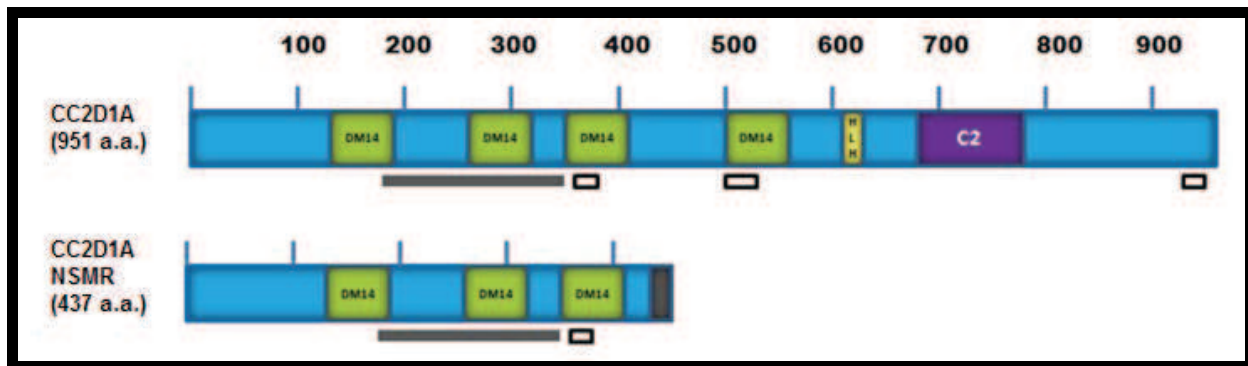 100 200 300 400 500 600 700 800 900
CC2D1A
(951 a.a.)
DM14 DM14 DM14 DM14 H L H C2
CC2D1A
NSMR
(437 a.a.)
DM14 DM14 DM14